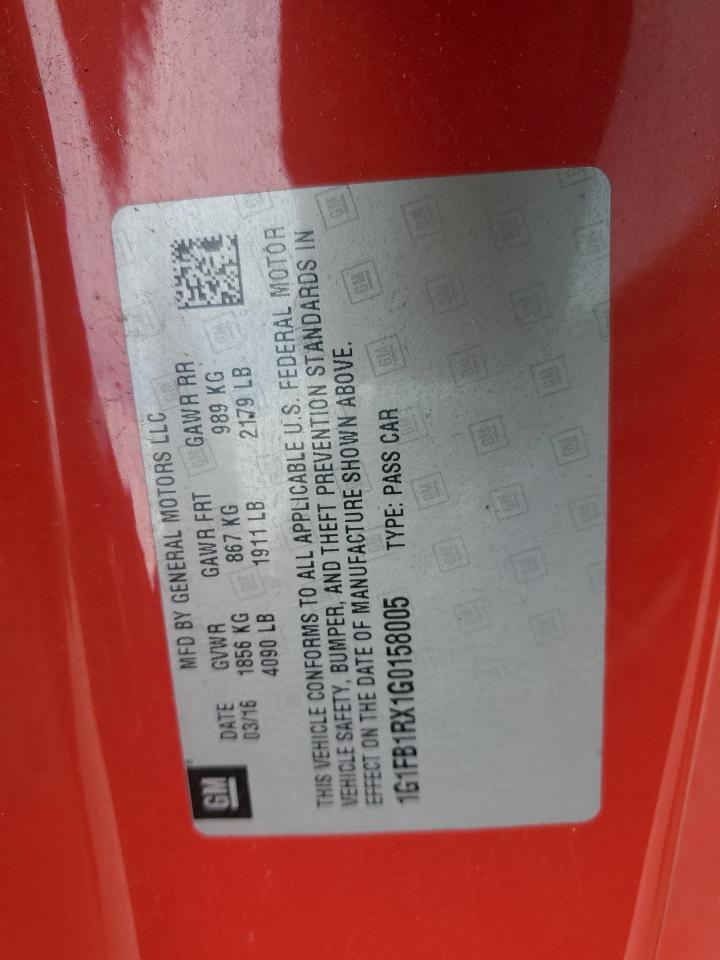 GM
MFD BY GENERAL MOTORS LLC
DATE GVWR GAWR FRT GAWR RR
03/16 1856 KG 867 KG 989 KG
4090 LB 1911 LB 2179 LB
THIS VEHICLE CONFORMS TO ALL APPLICABLE U.S. FEDERAL MOTOR
VEHICLE SAFETY, BUMPER, AND THEFT PREVENTION STANDARDS IN
EFFECT ON THE DATE OF MANUFACTURE SHOWN ABOVE.
1G1FB1RX1G0158005 TYPE: PASS CAR